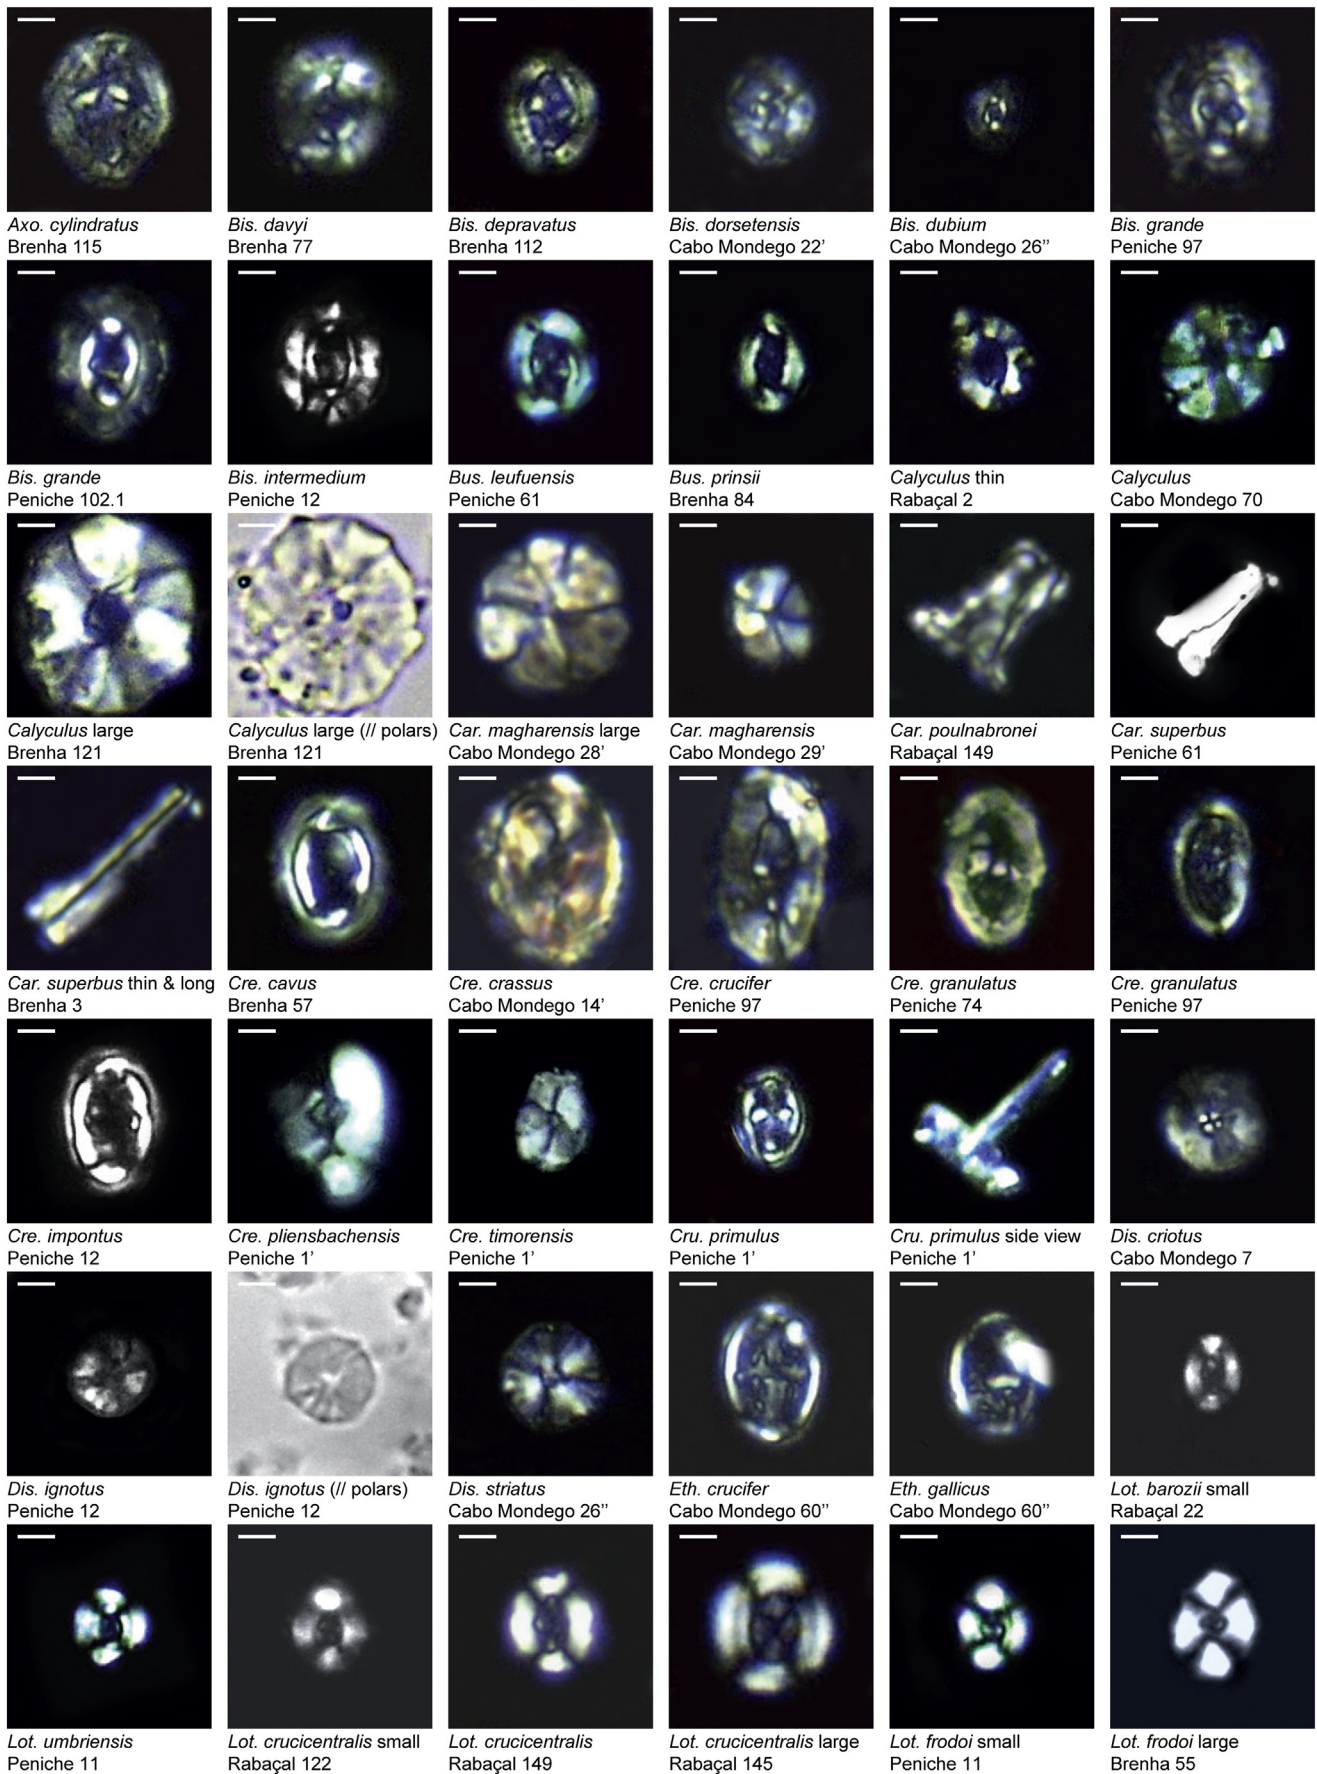 Axo. cylindratus
Brenha 115
Bis. davyi
Brenha 77
Bis. depravatus
Brenha 112
Bis. dorsetensis
Cabo Mondego 22’
Bis. dubium
Cabo Mondego 26’’
Bis. grande
Peniche 97
Bis. grande
Peniche 102.1
Bis. intermedium
Peniche 12
Bus. leufuensis
Peniche 61
Bus. prinsii
Brenha 84
Calyculus thin
Rabaçal 2
Calyculus
Cabo Mondego 70
Calyculus large
Brenha 121
Calyculus large (// polars)
Brenha 121
Car. magharensis large
Cabo Mondego 28’
Car. magharensis
Cabo Mondego 29’
Car. poulnabronei
Rabaçal 149
Car. superbus
Peniche 61
Car. superbus thin & long
Brenha 3
Cre. cavus
Brenha 57
Cre. crassus
Cabo Mondego 14’
Cre. crucifer
Peniche 97
Cre. granulatus
Peniche 74
Cre. granulatus
Peniche 97
Cre. impontus
Peniche 12
Cre. pliensbachensis
Peniche 1’
Cre. timorensis
Peniche 1’
Cru. primulus
Peniche 1’
Cru. primulus side view
Peniche 1’
Dis. criotus
Cabo Mondego 7
Dis. ignotus
Peniche 12
Dis. ignotus (// polars)
Peniche 12
Dis. striatus
Cabo Mondego 26’’
Eth. crucifer
Cabo Mondego 60’’
Eth. gallicus
Cabo Mondego 60’’
Lot. barozii small
Rabaçal 22
Lot. umbriensis
Peniche 11
Lot. crucicentralis small
Rabaçal 122
Lot. crucicentralis
Rabaçal 149
Lot. crucicentralis large
Rabaçal 145
Lot. frodoi small
Peniche 11
Lot. frodoi large
Brenha 55